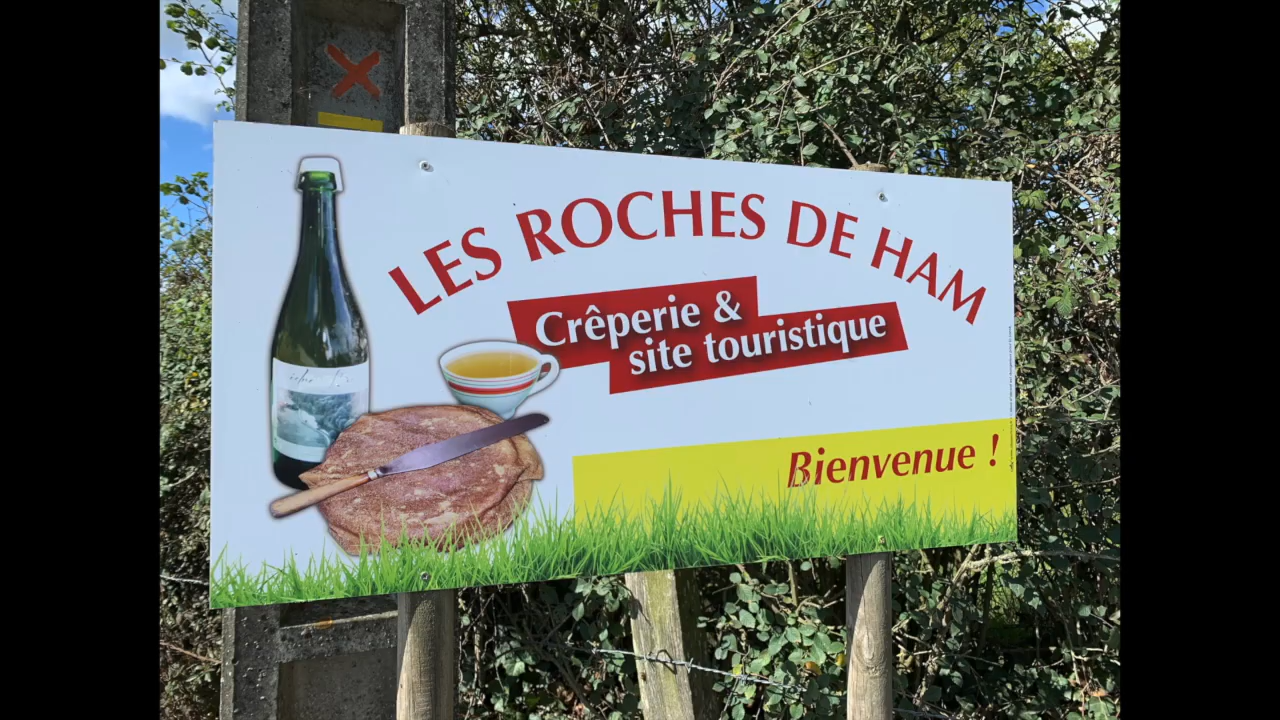 LES ROCHES DE HAM
Crêperie &
site touristique
Bienvenue !